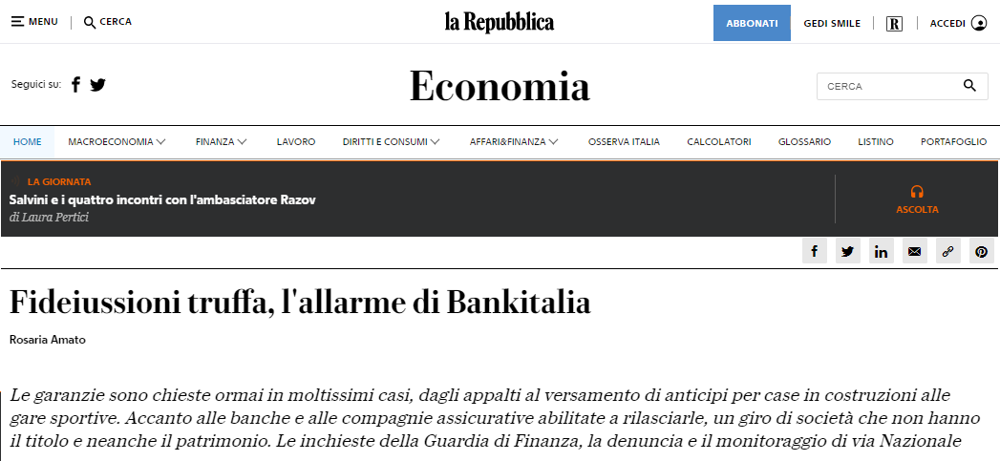 MENU CERCA la Repubblica ABBONATI GEDI SMILE R ACCEDI
Seguici su: Economia CERCA
HOME MACROECONOMIA FINANZA LAVORO DIRITTI E CONSUMI AFFARI&FINANZA OSSERVA ITALIA CALCOLATORI GLOSSARIO LISTINO PORTAFOGLIO
LA GIORNATA
Salvini e i quattro incontri con l'ambasciatore Razov
di Laura Pertici
ASCOLTA
Fideiussioni truffa, l'allarme di Bankitalia
Rosaria Amato
Le garanzie sono chieste ormai in moltissimi casi, dagli appalti al versamento di anticipi per case in costruzioni alle
gare sportive. Accanto alle banche e alle compagnie assicurative abilitate a rilasciarle, un giro di società che non hanno
il titolo e neanche il patrimonio. Le inchieste della Guardia di Finanza, la denuncia e il monitoraggio di via Nazionale